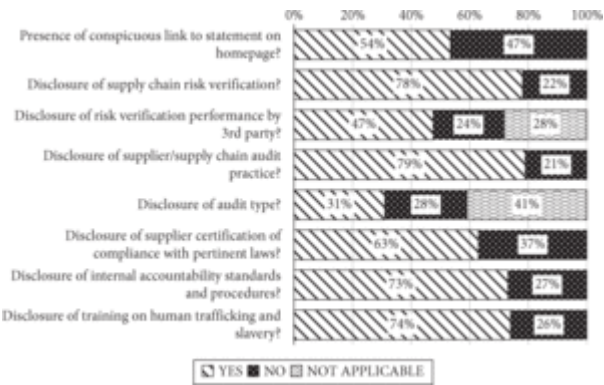 0% 20% 40% 60% 80% 100%
Presence of conspicuous link to statement on
homepage?
54% 47%
Disclosure of supply chain risk verification?
78% 22%
Disclosure of risk verification performance by
3rd party?
47% 24% 28%
Disclosure of supplier/supply chain audit
practice?
79% 21%
Disclosure of audit type?
31% 28% 41%
Disclosure of supplier certification of
compliance with pertinent laws?
63% 37%
Disclosure of internal accountability standards
and procedures?
73% 27%
Disclosure of training on human trafficking and
slavery?
74% 26%
YES NO NOT APPLICABLE